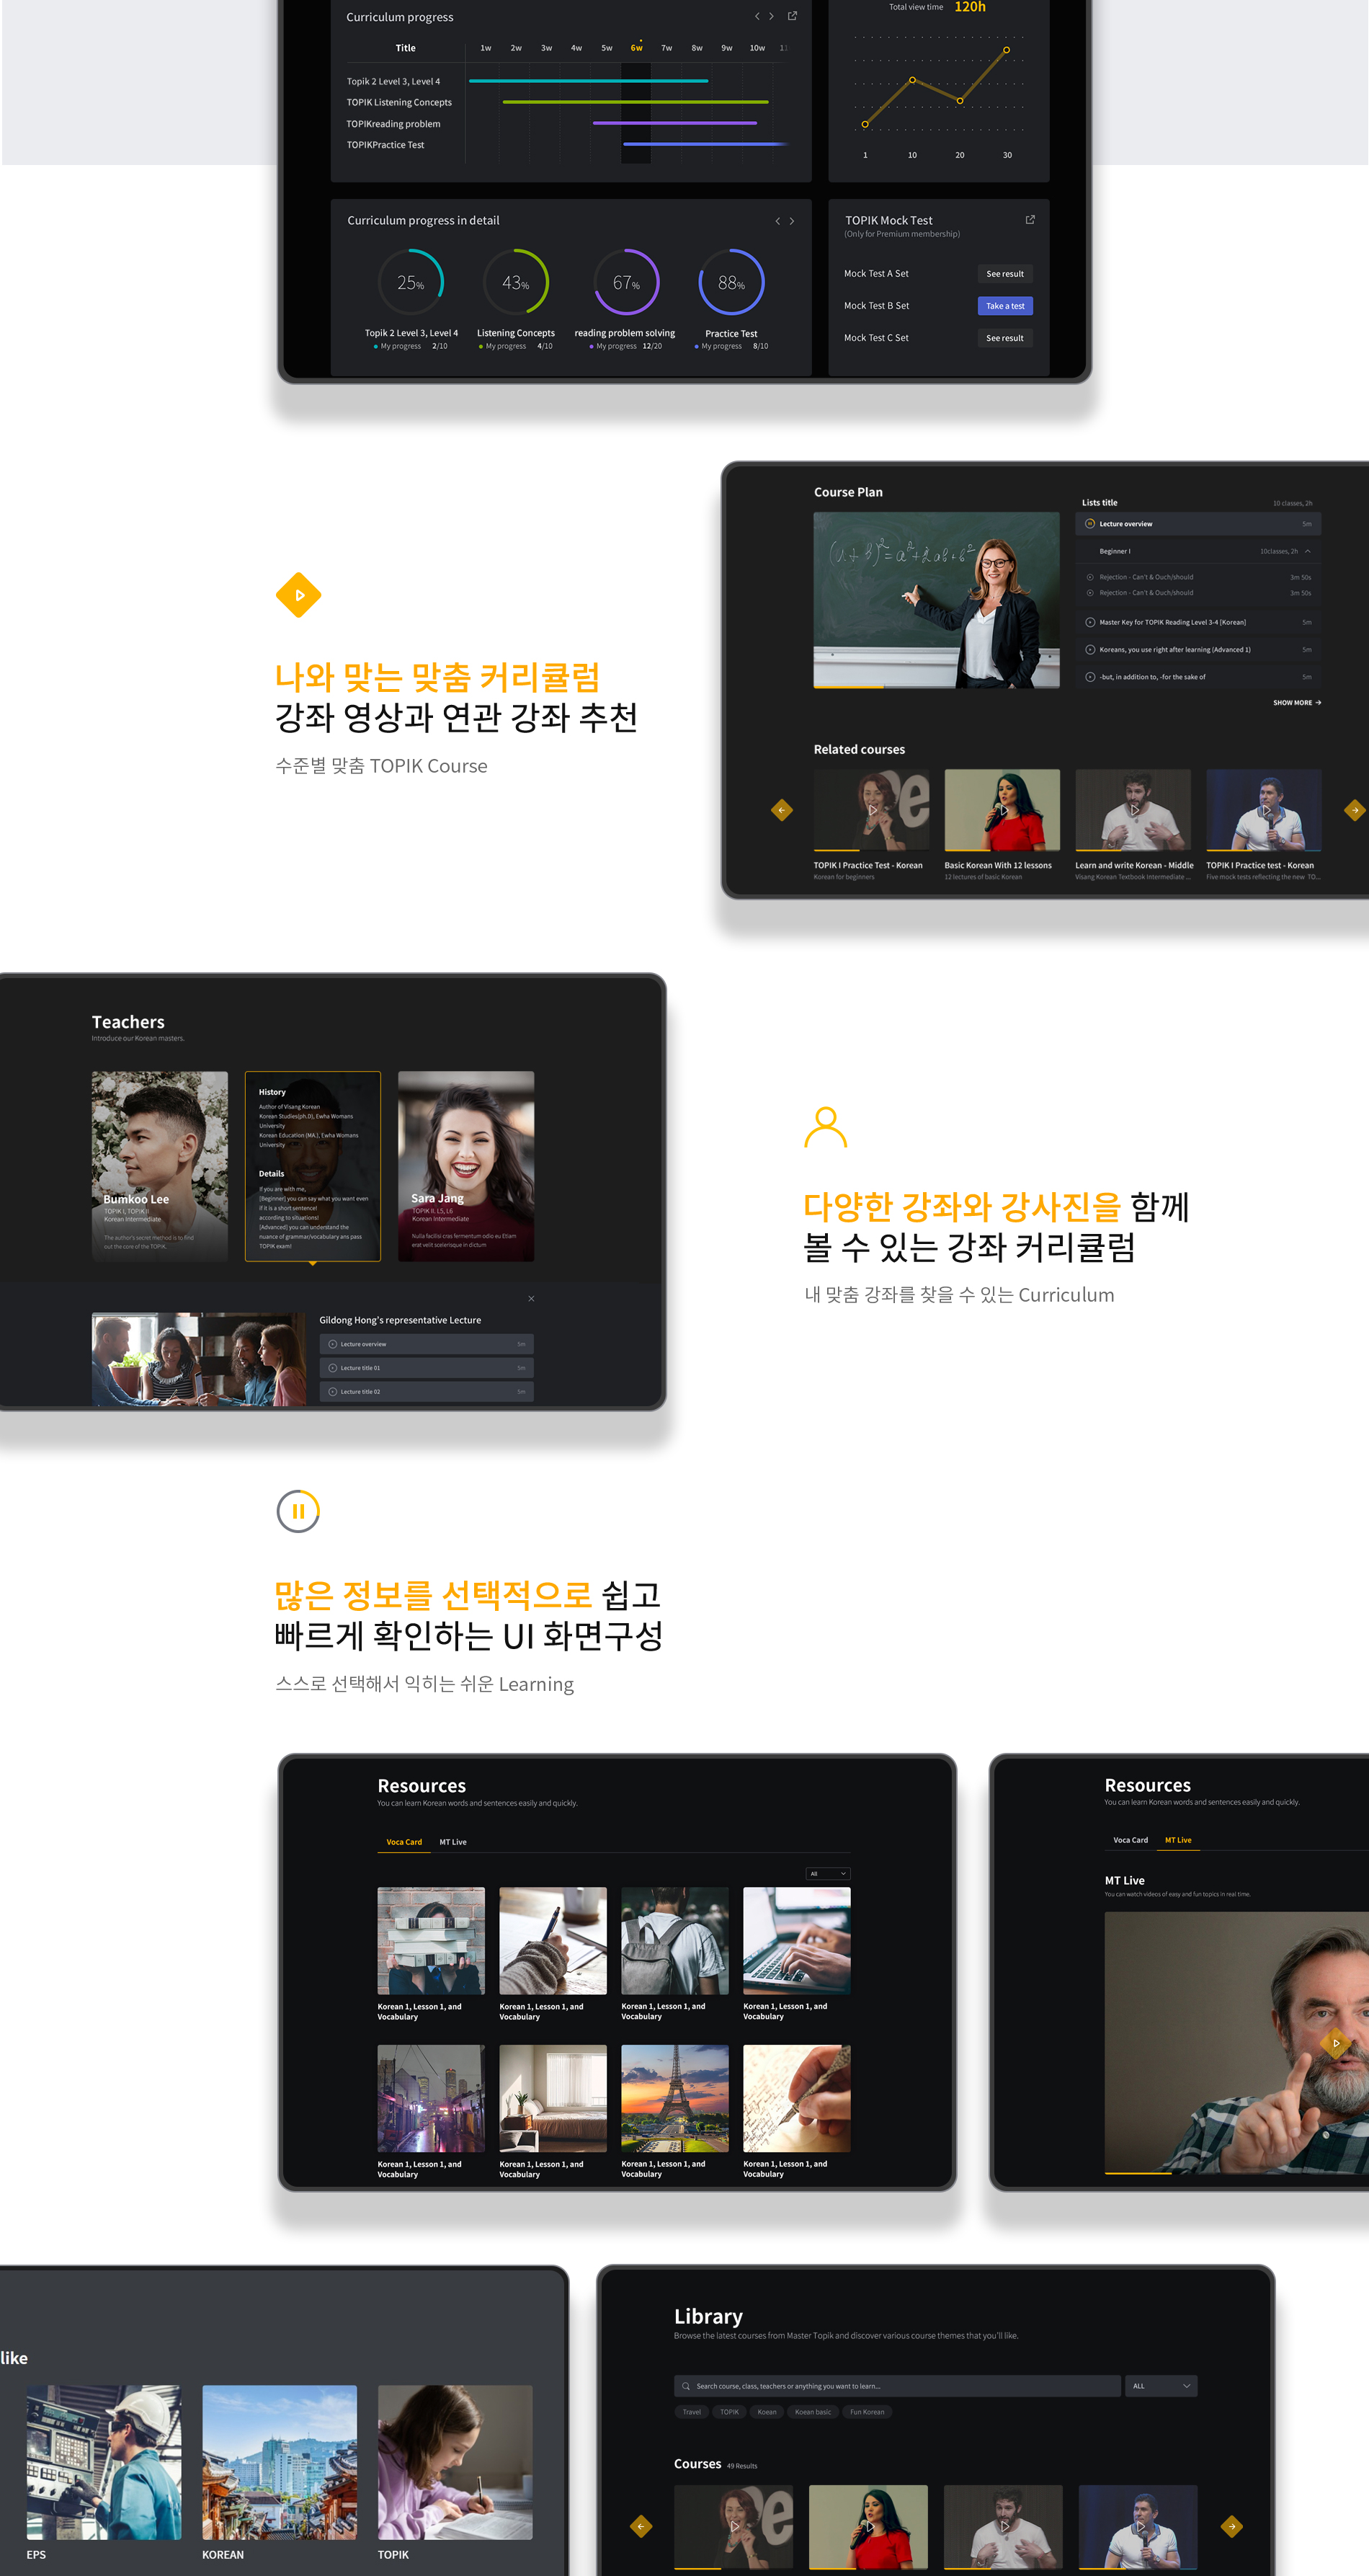 Curriculum progress
Title 1w 2w 3w 4w 5w 6w 7w 8w 9w 10w
Topik 2 Level 3, Level 4
TOPIK Listening Concepts
TOPIKreading problem
TOPIKPractice Test
Total view time 120h
1 10 20 30
Curriculum progress in detail
25% 43% 67% 88%
Topik 2 Level 3, Level 4 Listening Concepts reading problem solving Practice Test
My progress 2/10 My progress 4/10 My progress 12/20 My progress 8/10
TOPIK Mock Test
(Only for Premium membership)
Mock Test A Set See result
Mock Test B Set Take a test
Mock Test C Set See result
나와 맞는 맞춤 커리큘럼
강좌 영상과 연관 강좌 추천
수준별 맞춤 TOPIK Course
Course Plan
Lists title 10 classes, 2h
Lecture overview 5m
Beginner I 10classes, 2h
Rejection - Can't & Ouch/should 3m 50s
Rejection - Can't & Ouch/should 3m 50s
Master Key for TOPIK Reading Level 3-4 [Korean] 5m
Koreans, you use right after learning (Advanced 1) 5m
-but, in addition to, -for the sake of 5m
SHOW MORE →
Related courses
TOPIK I Practice Test - Korean
Korean for beginners
Basic Korean With 12 lessons
12 lectures of basic Korean
Learn and write Korean - Middle
Visang Korean Textbook Intermediate ...
TOPIK I Practice test - Korean
Five mock tests reflecting the new TO...
Teachers
Introduce our Korean masters.
Bumkoo Lee
TOPIK I, TOPIK II
Korean Intermediate
The author's secret method is to find
out the core of the TOPIK.
History
Author of Visang Korean
Korean Studies(ph.D), Ewha Womans
University
Korean Education (MA.), Ewha Womans
University
Details
If you are with me,
[Beginner] you can say what you want even
if it is a short sentence!
according to situations!
[Advanced] you can understand the
nuance of grammar/vocabulary ans pass
TOPIK exam!
Sara Jang
TOPIK II. L5, L6
Korean Intermediate
Nulla facilisi cras fermentum odio eu Etiam
erat velit scelerisque in dictum
Gildong Hong's representative Lecture
Lecture overview 5m
Lecture title 01 5m
Lecture title 02 5m
다양한 강좌와 강사진을 함께
볼 수 있는 강좌 커리큘럼
내 맞춤 강좌를 찾을 수 있는 Curriculum
많은 정보를 선택적으로 쉽고
빠르게 확인하는 UI 화면구성
스스로 선택해서 익히는 쉬운 Learning
Resources
You can learn Korean words and sentences easily and quickly.
Voca Card MT Live
All
Korean 1, Lesson 1, and
Vocabulary
Korean 1, Lesson 1, and
Vocabulary
Korean 1, Lesson 1, and
Vocabulary
Korean 1, Lesson 1, and
Vocabulary
Korean 1, Lesson 1, and
Vocabulary
Korean 1, Lesson 1, and
Vocabulary
Korean 1, Lesson 1, and
Vocabulary
Korean 1, Lesson 1, and
Vocabulary
Resources
You can learn Korean words and sentences easily and quickly.
Voca Card MT Live
MT Live
You can watch videos of easy and fun topics in real time.
like
EPS KOREAN TOPIK
Library
Browse the latest courses from Master Topik and discover various course themes that you'll like.
Search course, class, teachers or anything you want to learn... ALL
Travel TOPIK Koean Koean basic Fun Korean
Courses 49 Results